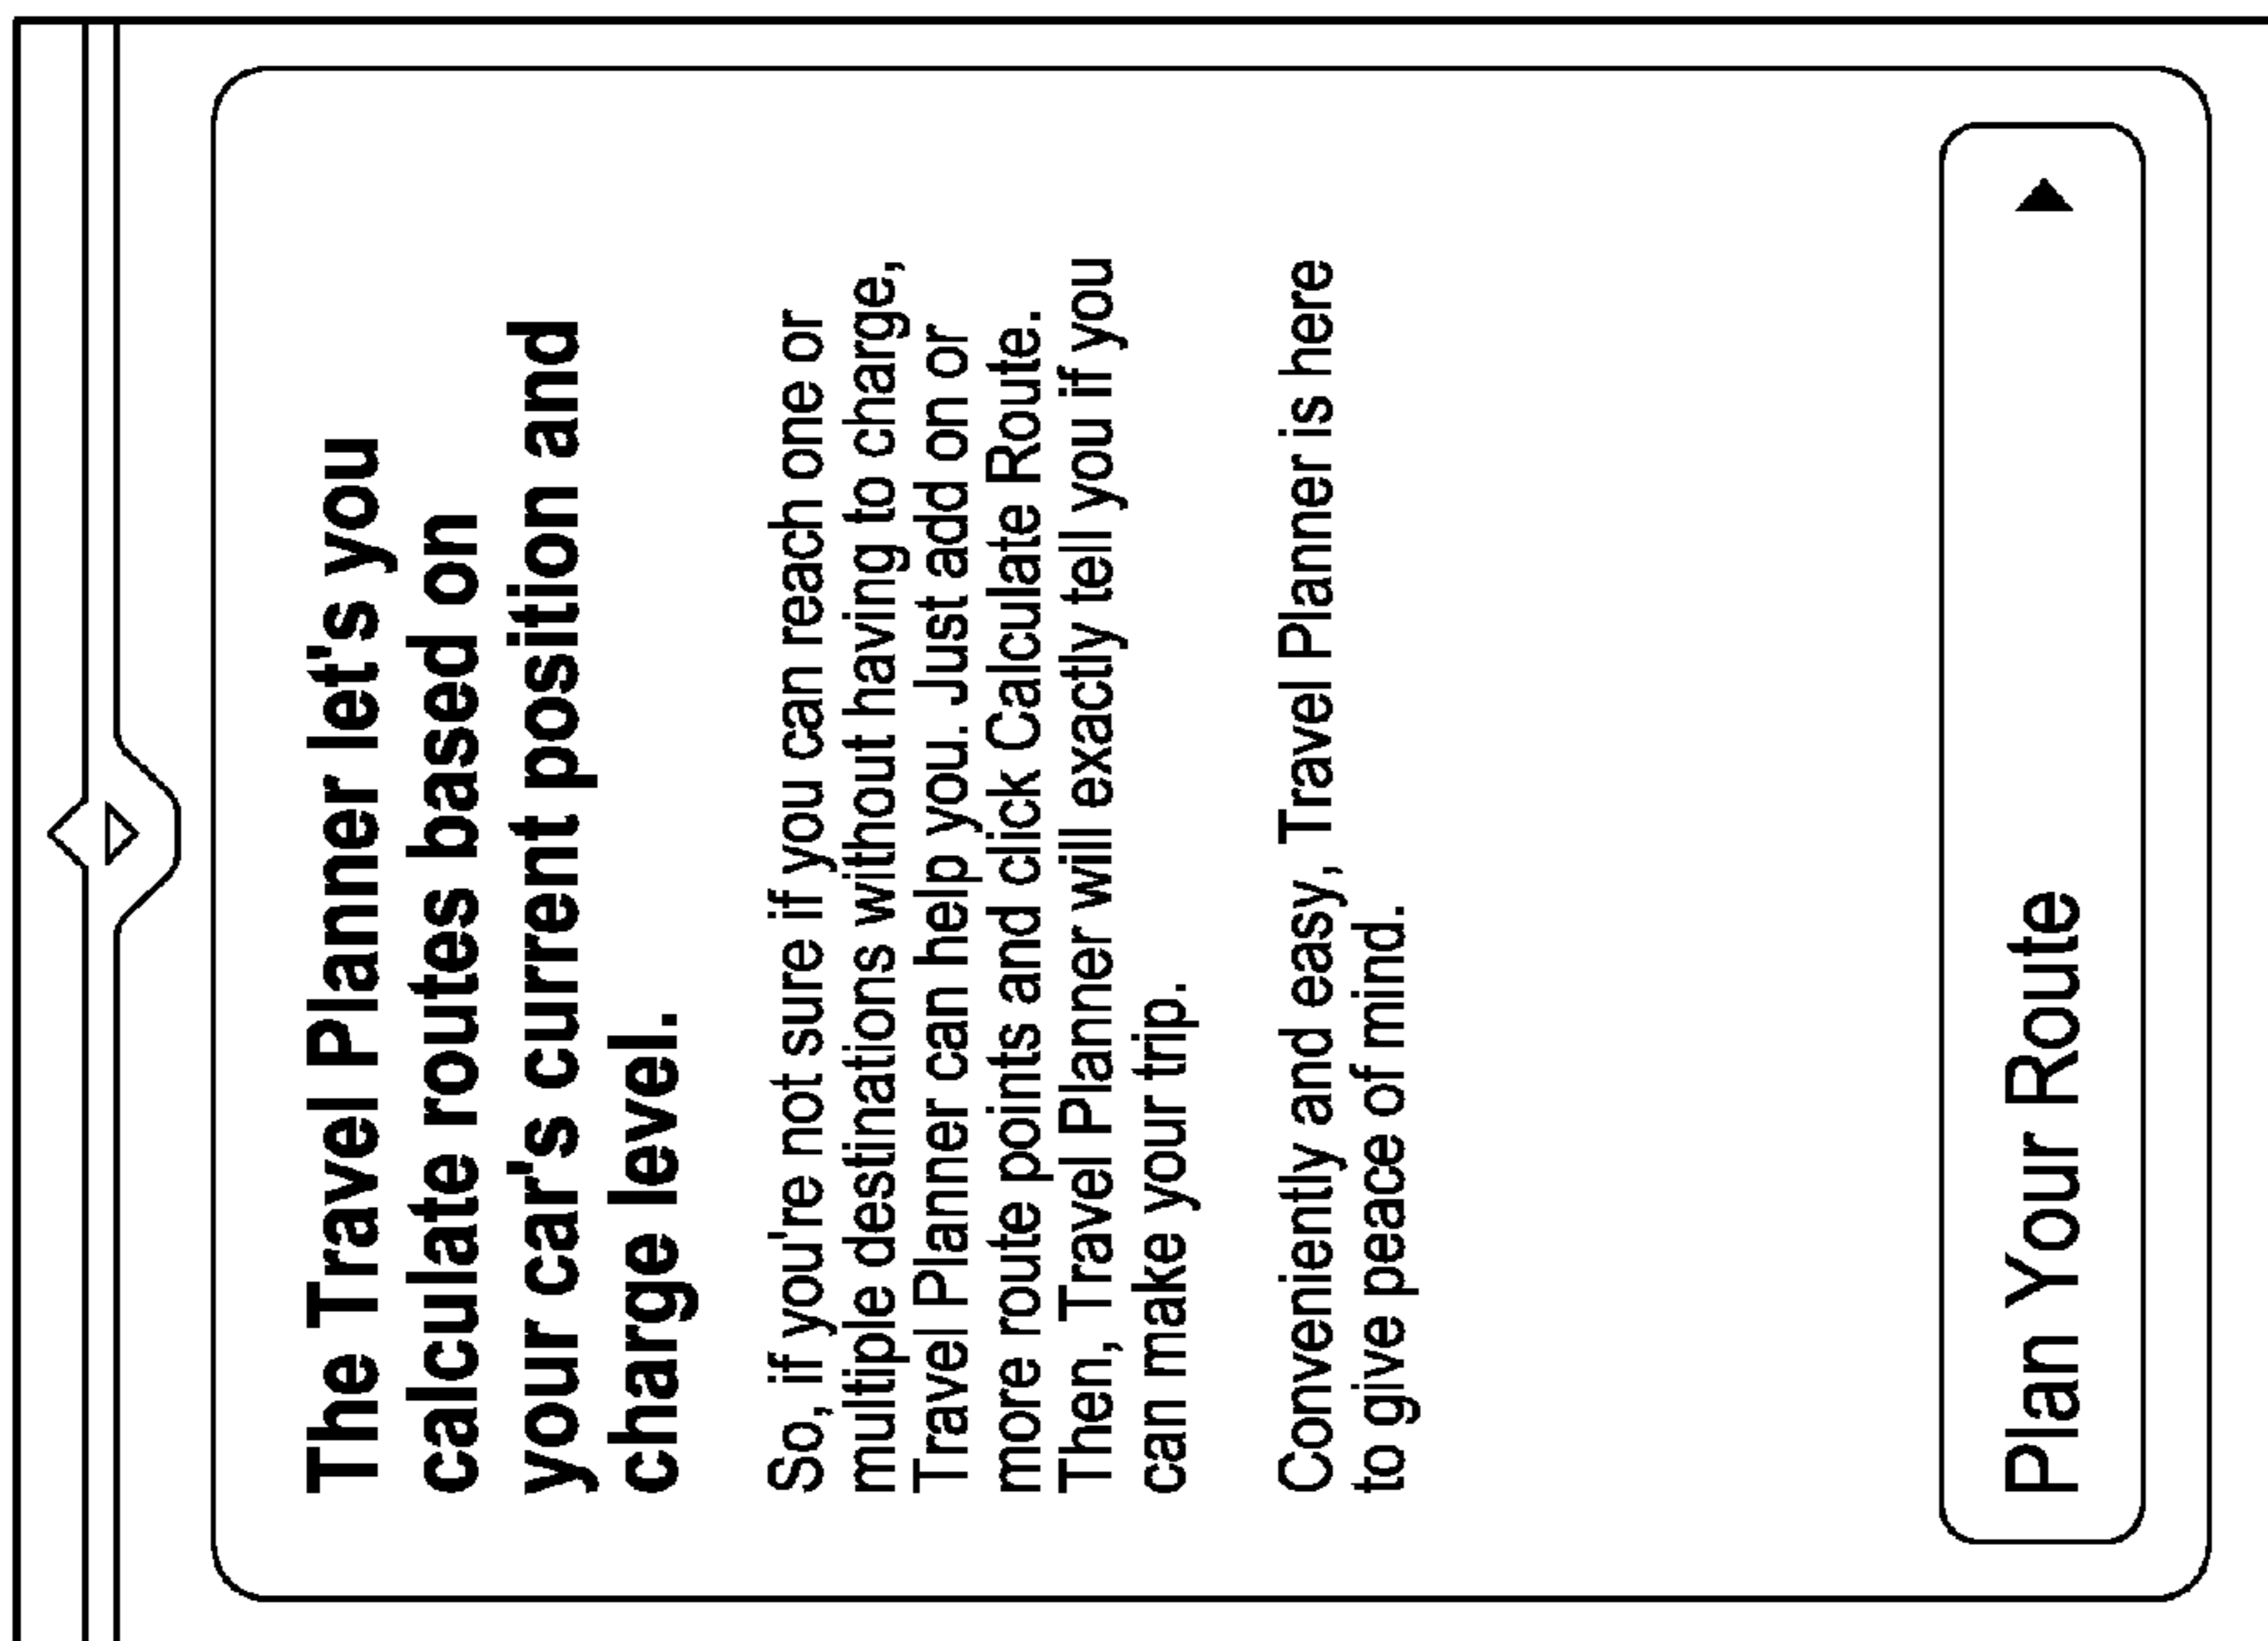 The Travel Planner let's you
calculate routes based on
your car's current position and
charge level.
So, if you're not sure if you can reach one or
multiple destinations without having to charge,
Travel Planner can help you. Just add on or
more route points and click Calculate Route.
Then, Travel Planner will exactly tell you if you
can make your trip.
Conveniently and easy, Travel Planner is here
to give peace of mind.
Plan Your Route